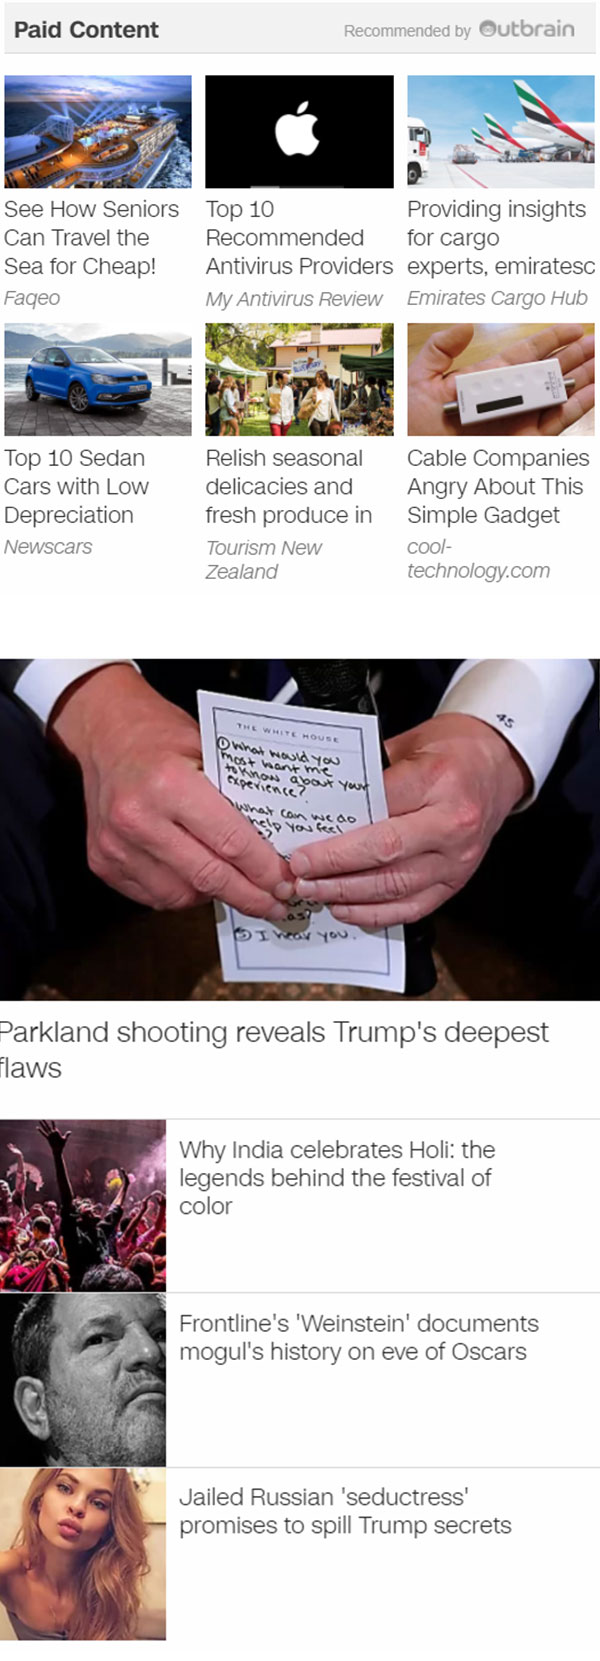 Paid Content
Recommended by Outbrain
See How Seniors
Can Travel the
Sea for Cheap!
Faqeo
Top 10
Recommended
Antivirus Providers
My Antivirus Review
Providing insights
for cargo
experts, emiratesc
Emirates Cargo Hub
Top 10 Sedan
Cars with Low
Depreciation
Newscars
Relish seasonal
delicacies and
fresh produce in
Tourism New
Zealand
Cable Companies
Angry About This
Simple Gadget
cool-
technology.com
45
THE WHITE HOUSE
① What would you
most want me
to know about your
experience?
What can we do
help you feel
?
⑤ I hear you.
Parkland shooting reveals Trump's deepest
flaws
Why India celebrates Holi: the
legends behind the festival of
color
Frontline's 'Weinstein' documents
mogul's history on eve of Oscars
Jailed Russian 'seductress'
promises to spill Trump secrets